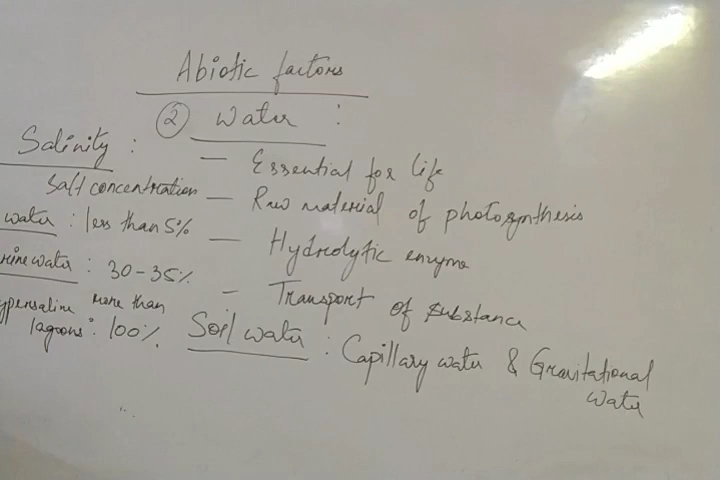 Abiotic factors
② Water :
— Essential for life
— Raw material of photosynthesis
— Hydrolytic enzyme
— Transport of substance
Salinity :
Salt concentration
water : less than 5%
water : 30-35%
more than
lagoons : 100%
Soil water : Capillary water & Gravitational
water